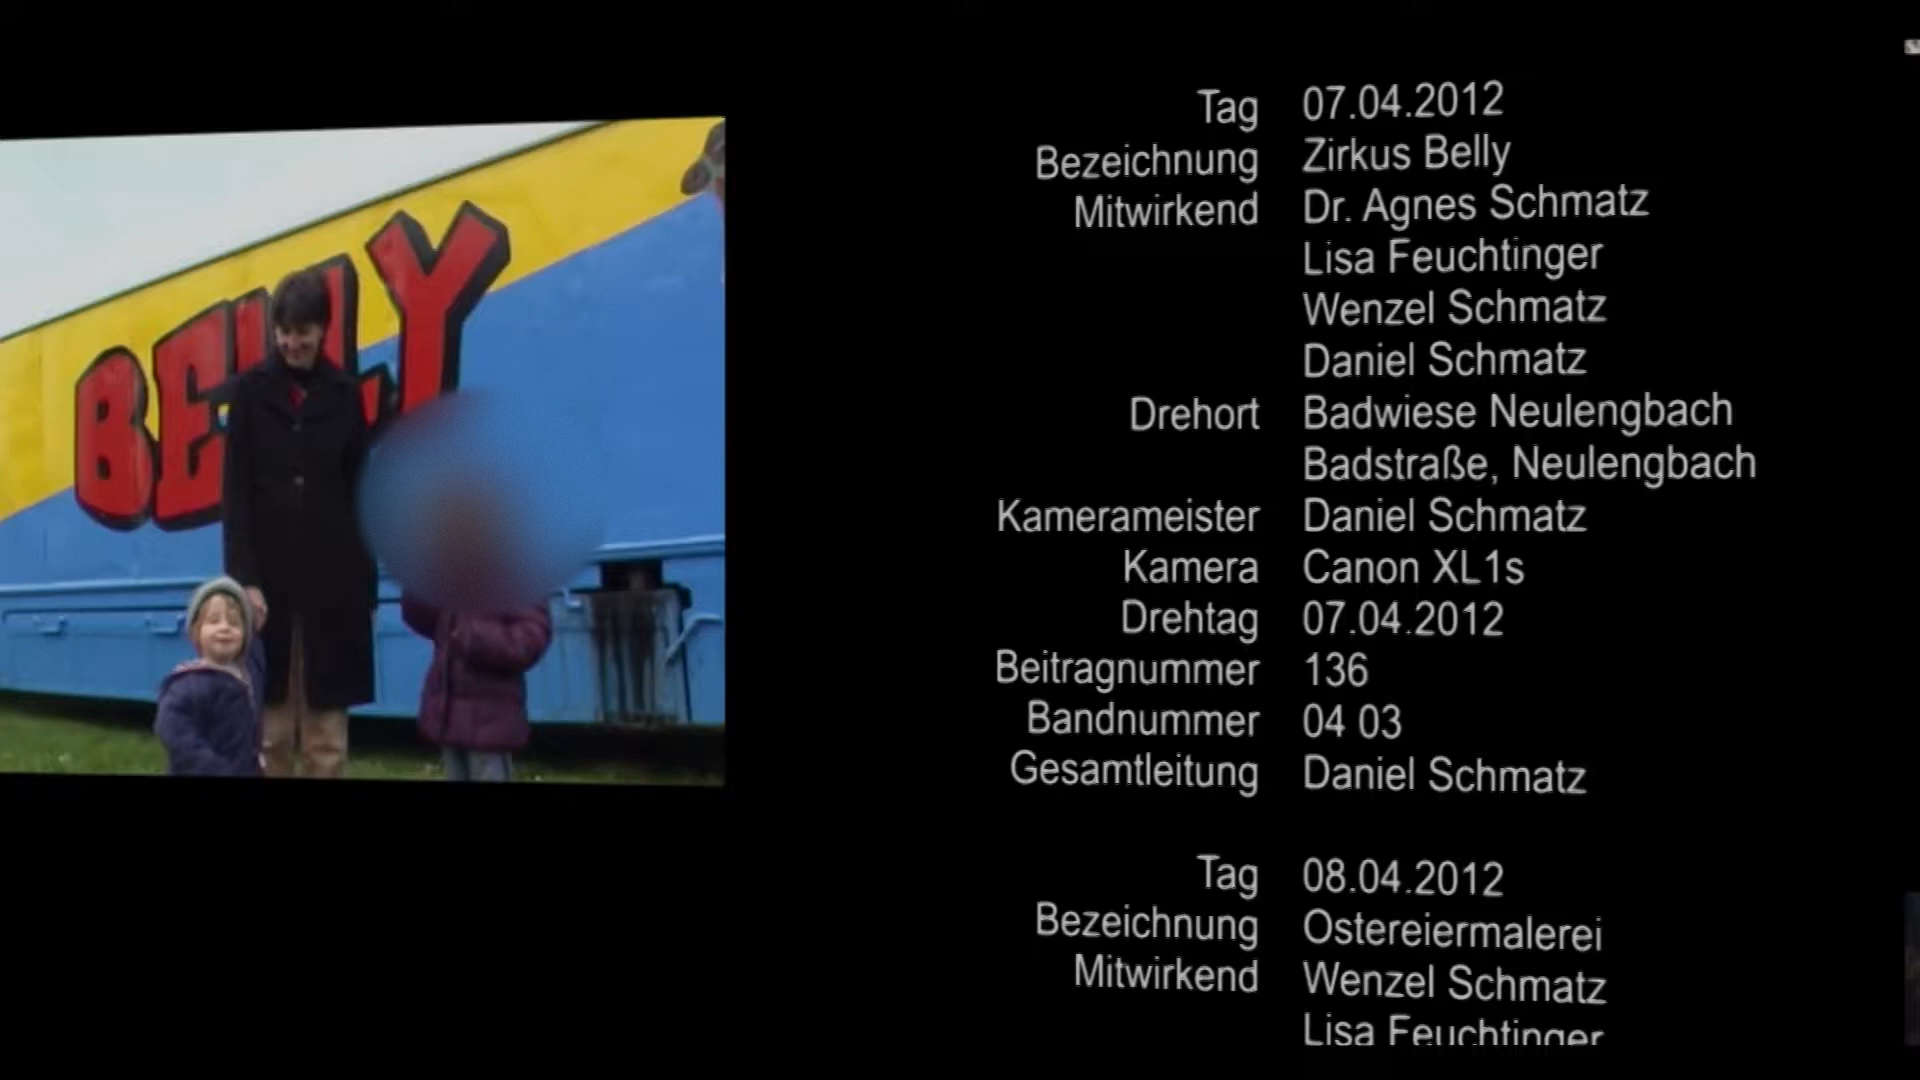 BELLY
Tag 07.04.2012
Bezeichnung Zirkus Belly
Mitwirkend Dr. Agnes Schmatz
Lisa Feuchtinger
Wenzel Schmatz
Daniel Schmatz
Drehort Badwiese Neulengbach
Badstraße, Neulengbach
Kamerameister Daniel Schmatz
Kamera Canon XL1s
Drehtag 07.04.2012
Beitragnummer 136
Bandnummer 04 03
Gesamtleitung Daniel Schmatz
Tag 08.04.2012
Bezeichnung Ostereiermalerei
Mitwirkend Wenzel Schmatz
Lisa Feuchtinger